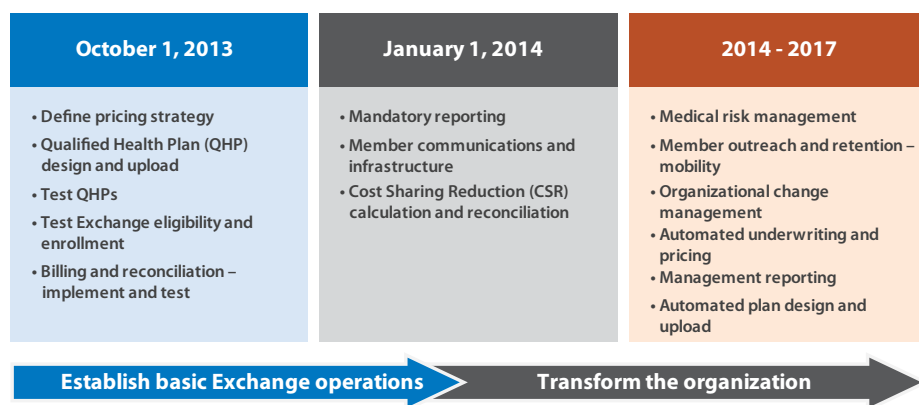 October 1, 2013
• Define pricing strategy
• Qualified Health Plan (QHP)
design and upload
• Test QHPs
• Test Exchange eligibility and
enrollment
• Billing and reconciliation –
implement and test
January 1, 2014
• Mandatory reporting
• Member communications and
infrastructure
• Cost Sharing Reduction (CSR)
calculation and reconciliation
2014 - 2017
• Medical risk management
• Member outreach and retention –
mobility
• Organizational change
management
• Automated underwriting and
pricing
• Management reporting
• Automated plan design and
upload
Establish basic Exchange operations
Transform the organization